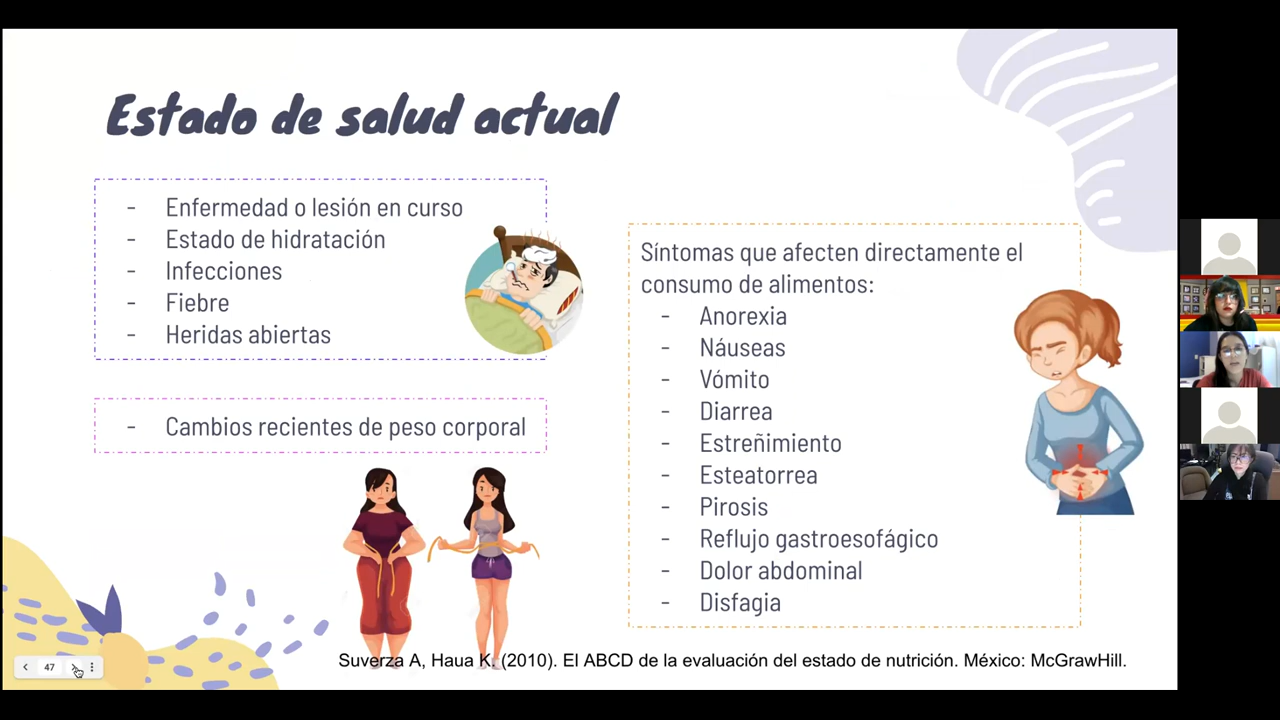 Estado de salud actual
- Enfermedad o lesión en curso
- Estado de hidratación
- Infecciones
- Fiebre
- Heridas abiertas
- Cambios recientes de peso corporal
Síntomas que afecten directamente el
consumo de alimentos:
- Anorexia
- Náuseas
- Vómito
- Diarrea
- Estreñimiento
- Esteatorrea
- Pirosis
- Reflujo gastroesofágico
- Dolor abdominal
- Disfagia
Suverza A, Haua K. (2010). El ABCD de la evaluación del estado de nutrición. México: McGrawHill.
47